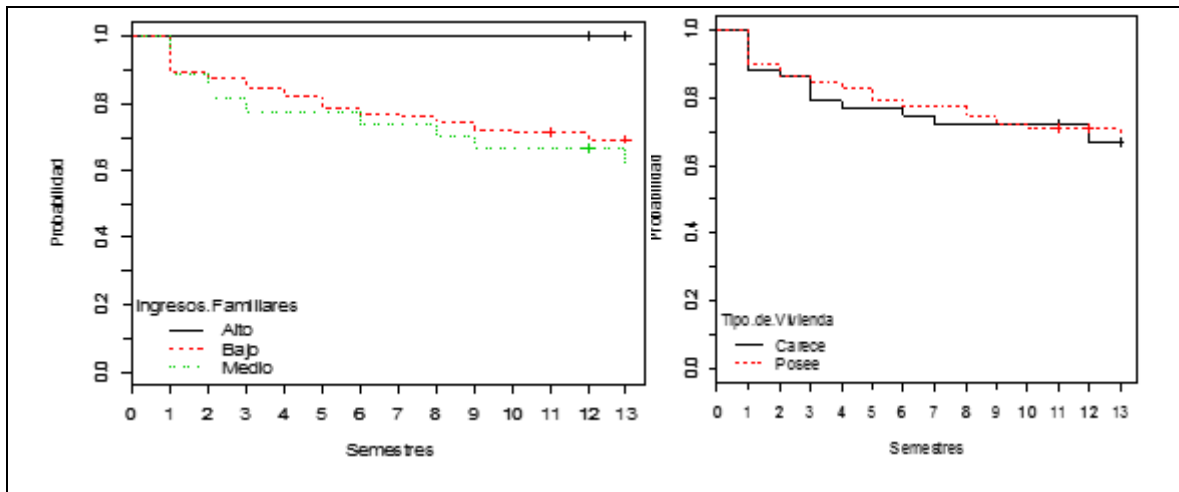 Probabilidad
1.0
0.8
0.6
0.4
0.2
0.0
Ingresos.Familiares
Alto
Bajo
Medio
0 1 2 3 4 5 6 7 8 9 10 11 12 13
Semestres
Probabilidad
1.0
0.8
0.6
0.4
0.2
0.0
Tipo.de.Vivienda
Carece
Posee
0 1 2 3 4 5 6 7 8 9 10 11 12 13
Semestres